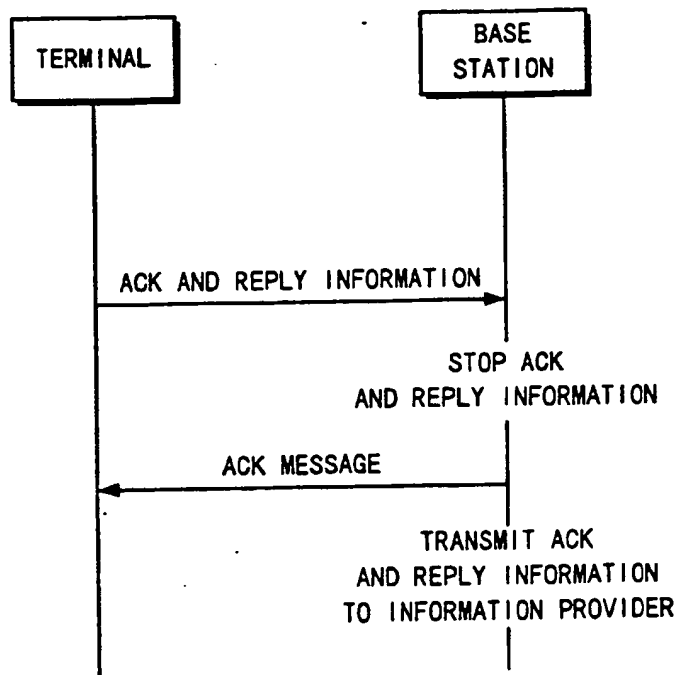 TERMINAL
BASE
STATION
ACK AND REPLY INFORMATION
STOP ACK
AND REPLY INFORMATION
ACK MESSAGE
TRANSMIT ACK
AND REPLY INFORMATION
TO INFORMATION PROVIDER